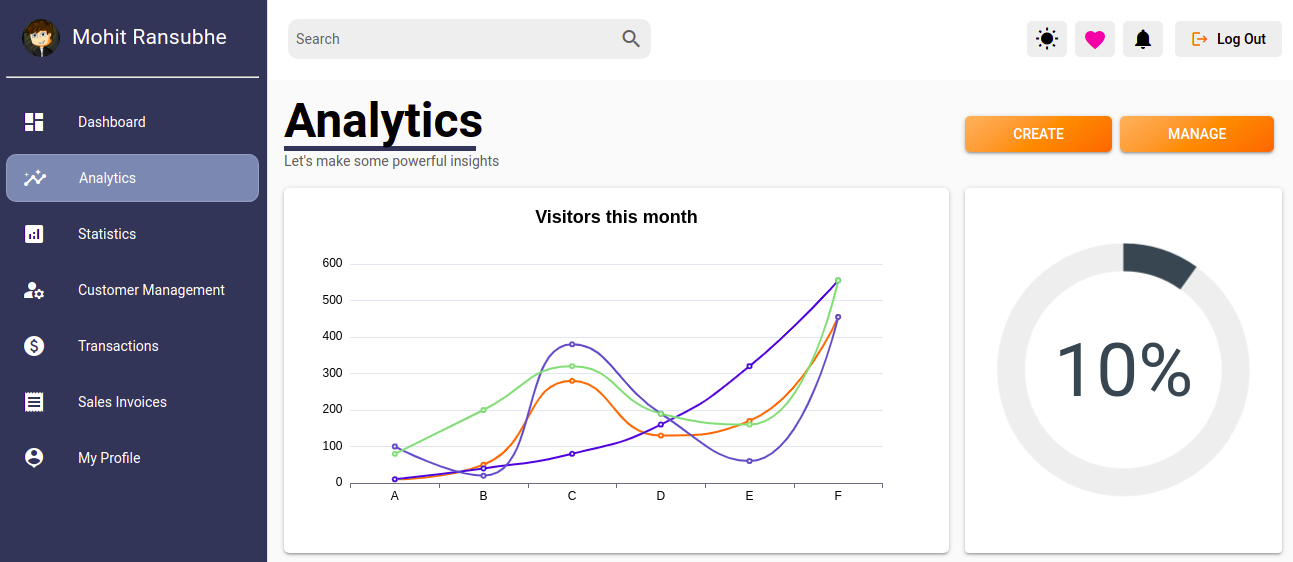 Mohit Ransubhe
Dashboard
Analytics
Statistics
Customer Management
Transactions
Sales Invoices
My Profile
Search
Log Out
Analytics
Let's make some powerful insights
CREATE
MANAGE
Visitors this month
600
500
400
300
200
100
0
A B C D E F
10%